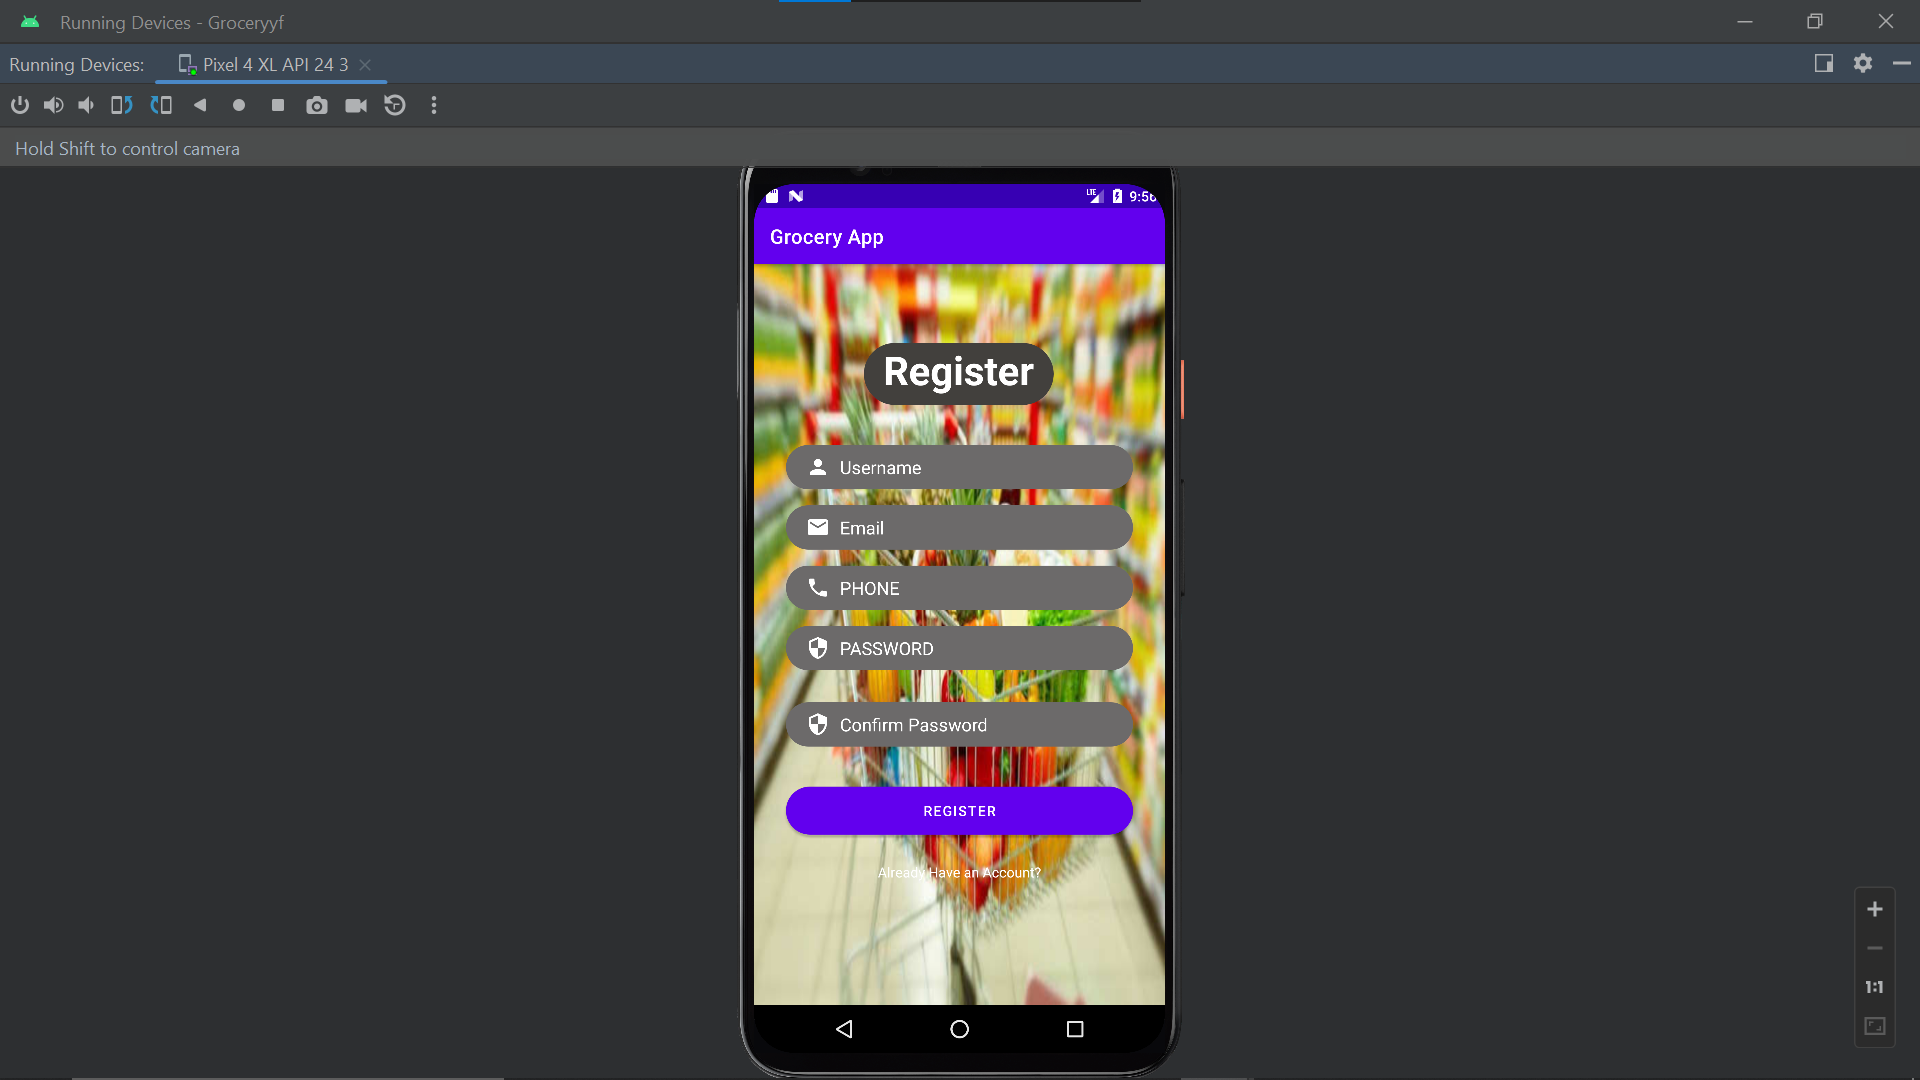 Running Devices - Groceryyf
Running Devices:
Pixel 4 XL API 24 3
Hold Shift to control camera
LTE
9:56
Grocery App
Register
Username
Email
PHONE
PASSWORD
Confirm Password
REGISTER
Already Have an Account?
1:1